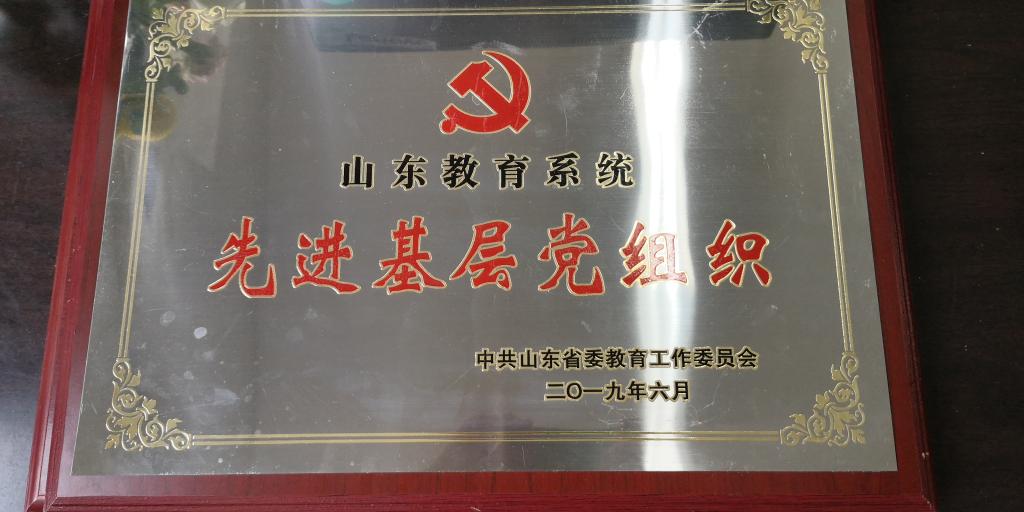 山东教育系统
先进基层党组织
中共山东省委教育工作委员会
二〇一九年六月